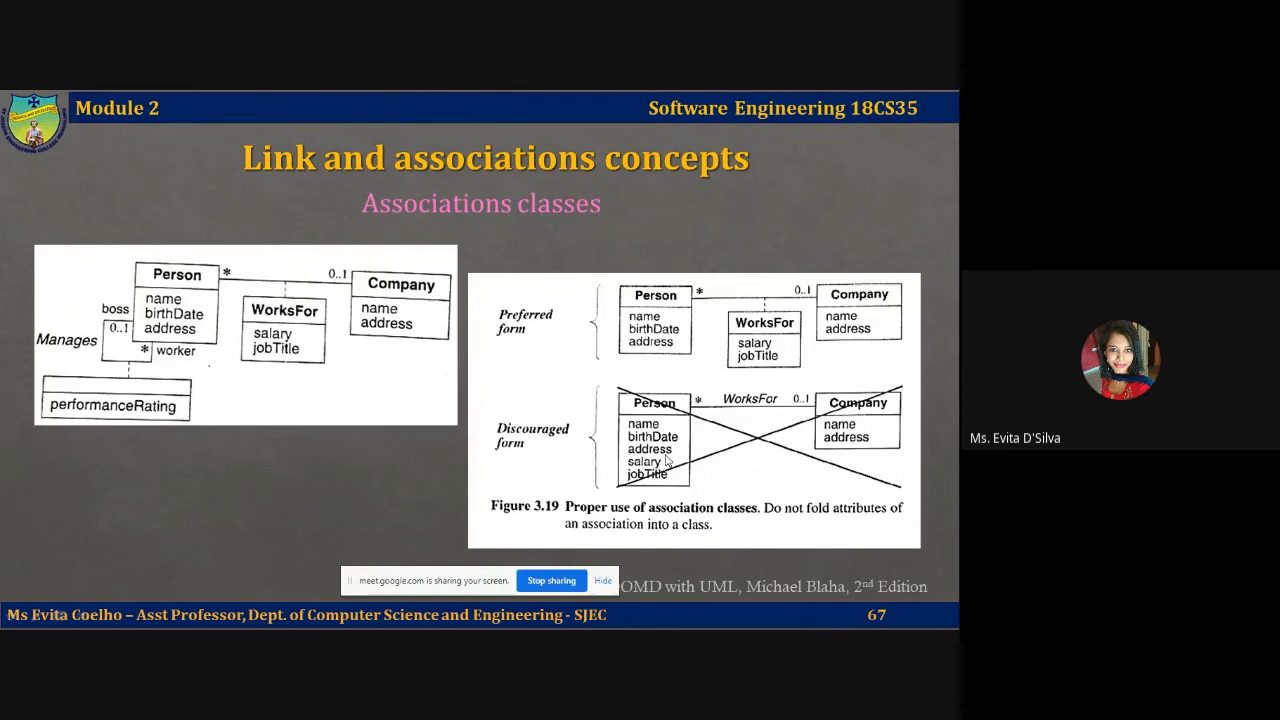 Module 2
Software Engineering 18CS35
Link and associations concepts
Associations classes
Person
*
0..1
Company
name
birthDate
address
WorksFor
salary
jobTitle
name
address
boss
0..1
Manages
* worker
performanceRating
Preferred
form
Person
*
0..1
Company
name
birthDate
address
WorksFor
salary
jobTitle
name
address
Discouraged
form
Person
*
WorksFor
0..1
Company
name
birthDate
address
salary
jobTitle
name
address
Figure 3.19 Proper use of association classes. Do not fold attributes of
an association into a class.
meet.google.com is sharing your screen.
Stop sharing
Hide
OMD with UML, Michael Blaha, 2nd Edition
Ms Evita Coelho – Asst Professor, Dept. of Computer Science and Engineering - SJEC
67
Ms. Evita D'Silva